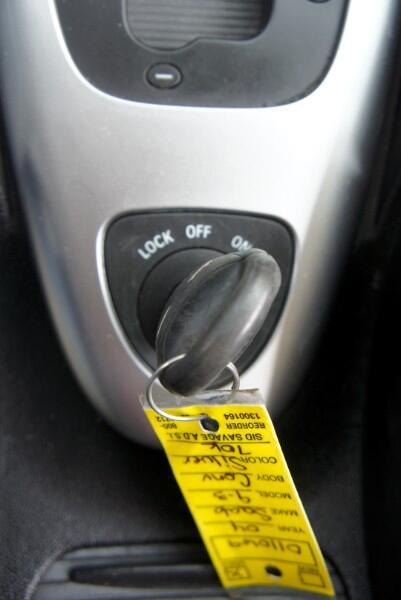 LOCK OFF ON
REORDER
1300164
SID SAVAGE A.D.S.I.
70K
COLOR Silver
BODY Conv
MODEL 9-3
MAKE Saab
YEAR 04
D11049